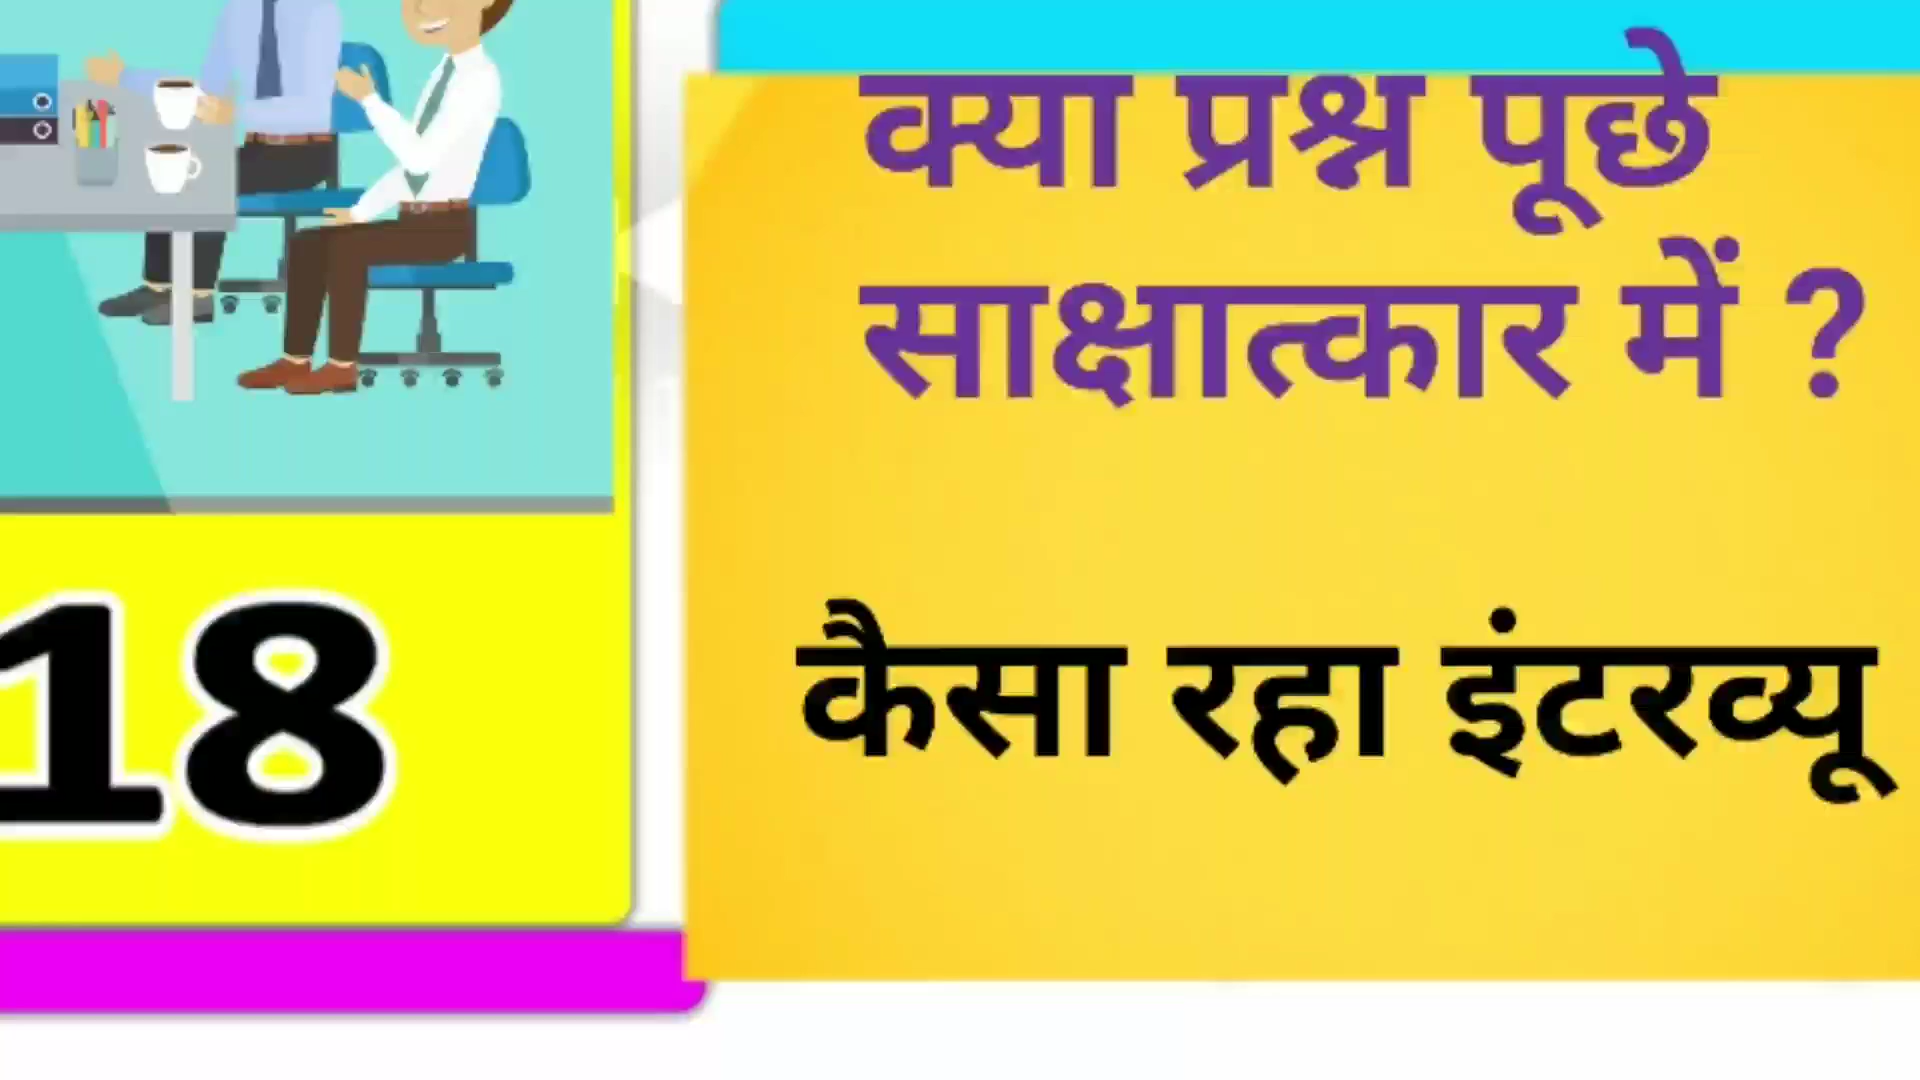 क्या प्रश्न पूछे
साक्षात्कार में ?
कैसा रहा इंटरव्यू
18